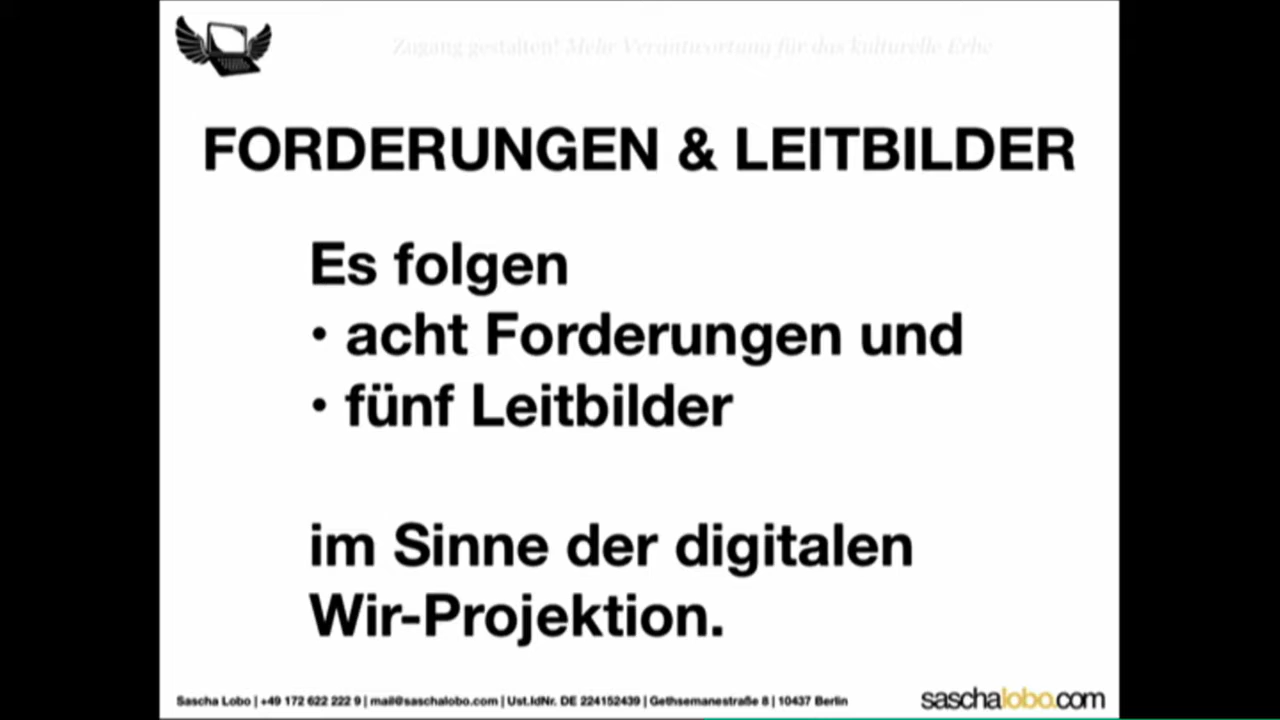 Zugang gestalten! Mehr Verantwortung für das kulturelle Erbe
FORDERUNGEN & LEITBILDER
Es folgen
• acht Forderungen und
• fünf Leitbilder
im Sinne der digitalen
Wir-Projektion.
Sascha Lobo | +49 172 622 222 9 | mail@saschalobo.com | Ust.IdNr. DE 224152439 | Gethsemanestraße 8 | 10437 Berlin
saschalobo.com